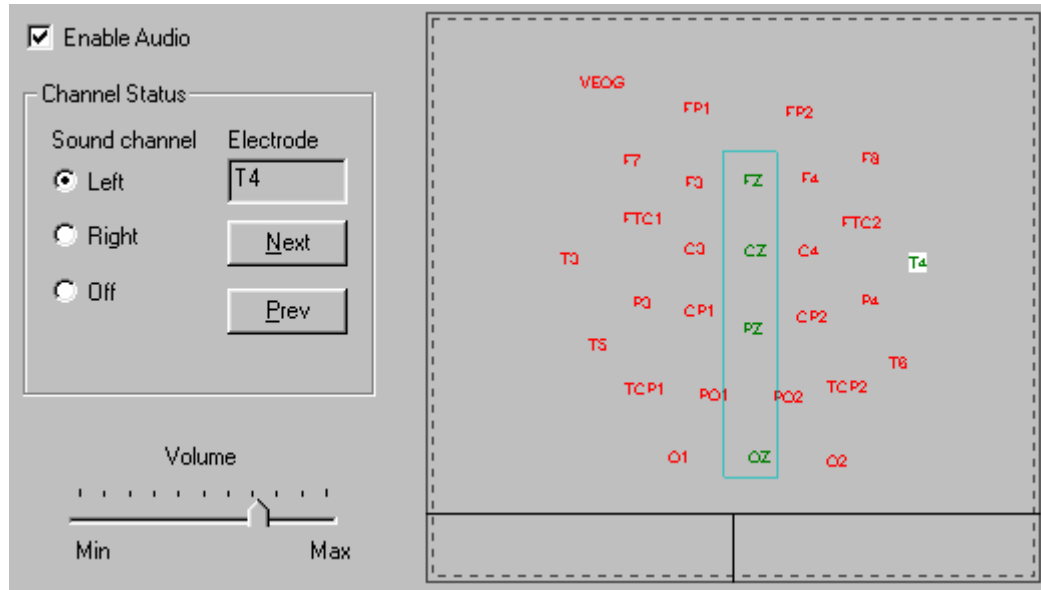 Enable Audio
Channel Status
Sound channel Electrode
Left T4
Right Next
Off Prev
Volume
Min Max
VEOG
FP1 FP2
F7 F8
F3 FZ F4
FTC1 FTC2
C3 CZ C4
T3 T4
P3 P4
CP1 CP2
PZ
T5
T6
TCP1 TCP2
PO1 PO2
O1 OZ O2